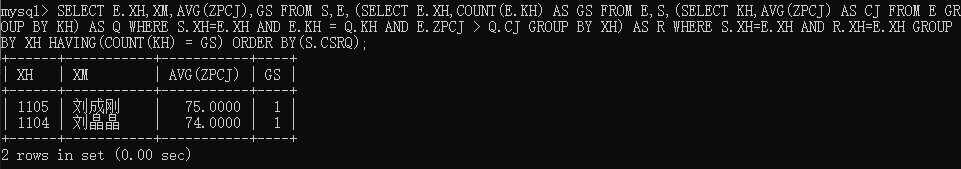 mysql> SELECT E.XH,XM,AVG(ZPCJ),GS FROM S,E,(SELECT E.XH,COUNT(E.KH) AS GS FROM E,S,(SELECT KH,AVG(ZPCJ) AS CJ FROM E GRO
UP BY KH) AS Q WHERE S.XH=E.XH AND E.KH = Q.KH AND E.ZPCJ > Q.CJ GROUP BY XH) AS R WHERE S.XH=E.XH AND R.XH=E.XH GROUP
BY XH HAVING(COUNT(KH) = GS) ORDER BY(S.CSRQ);
+------+-----------+-----------+----+
| XH | XM | AVG(ZPCJ) | GS |
+------+-----------+-----------+----+
| 1105 | 刘成刚 | 75.0000 | 1 |
| 1104 | 刘晶晶 | 74.0000 | 1 |
+------+-----------+-----------+----+
2 rows in set (0.00 sec)